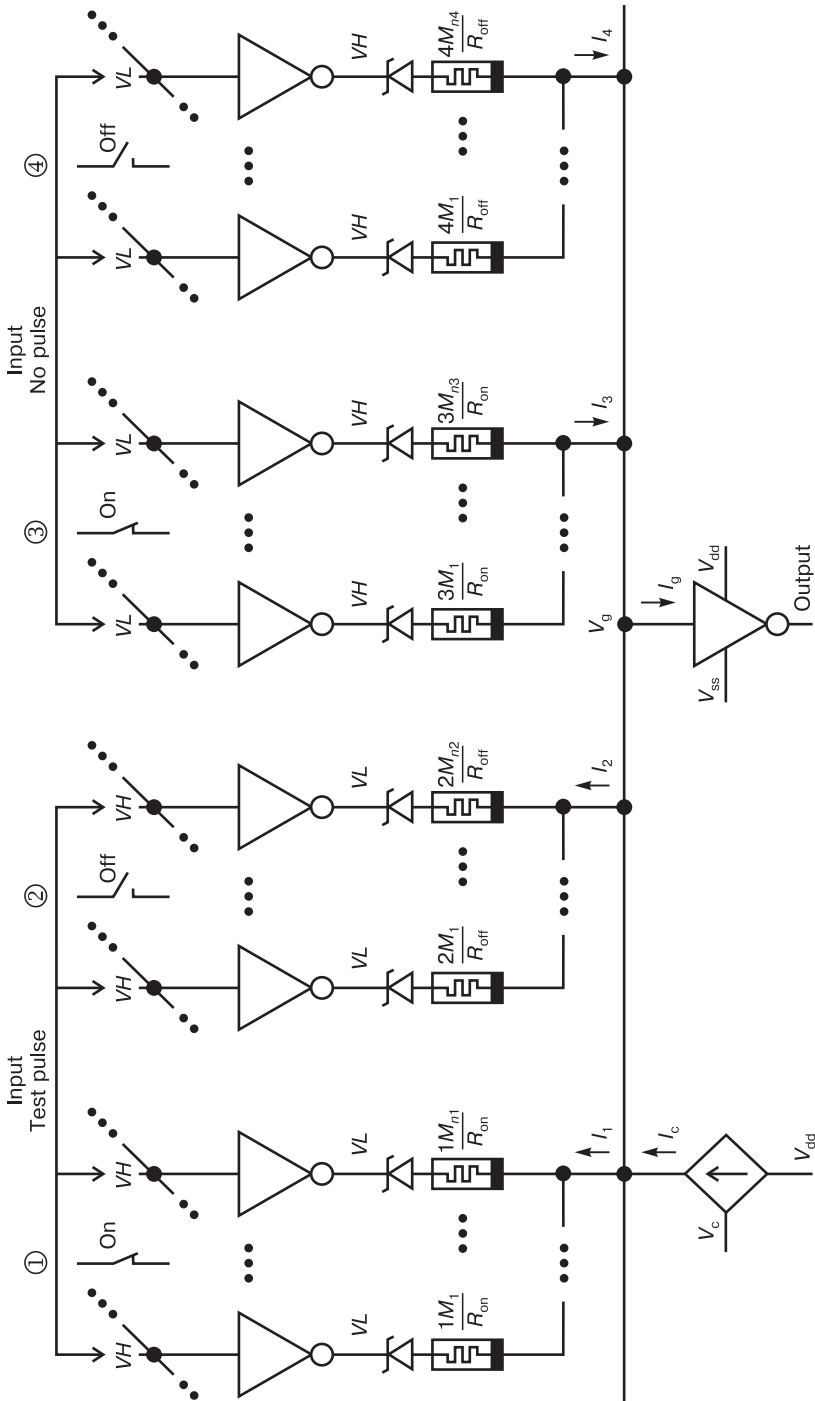 Input
Test pulse
Input
No pulse
① ② ③ ④
On Off On Off
VH VH VH VH VL VL VL VL
VL VL VL VL VH VH VH VH
1M1 1Mn1 2M1 2Mn2 3M1 3Mn3 4M1 4Mn4
Ron Ron Roff Roff Ron Ron Roff Roff
I1 I2 I3 I4
Vg
Ic Ig
Vc Vdd
Vss Vdd
Output